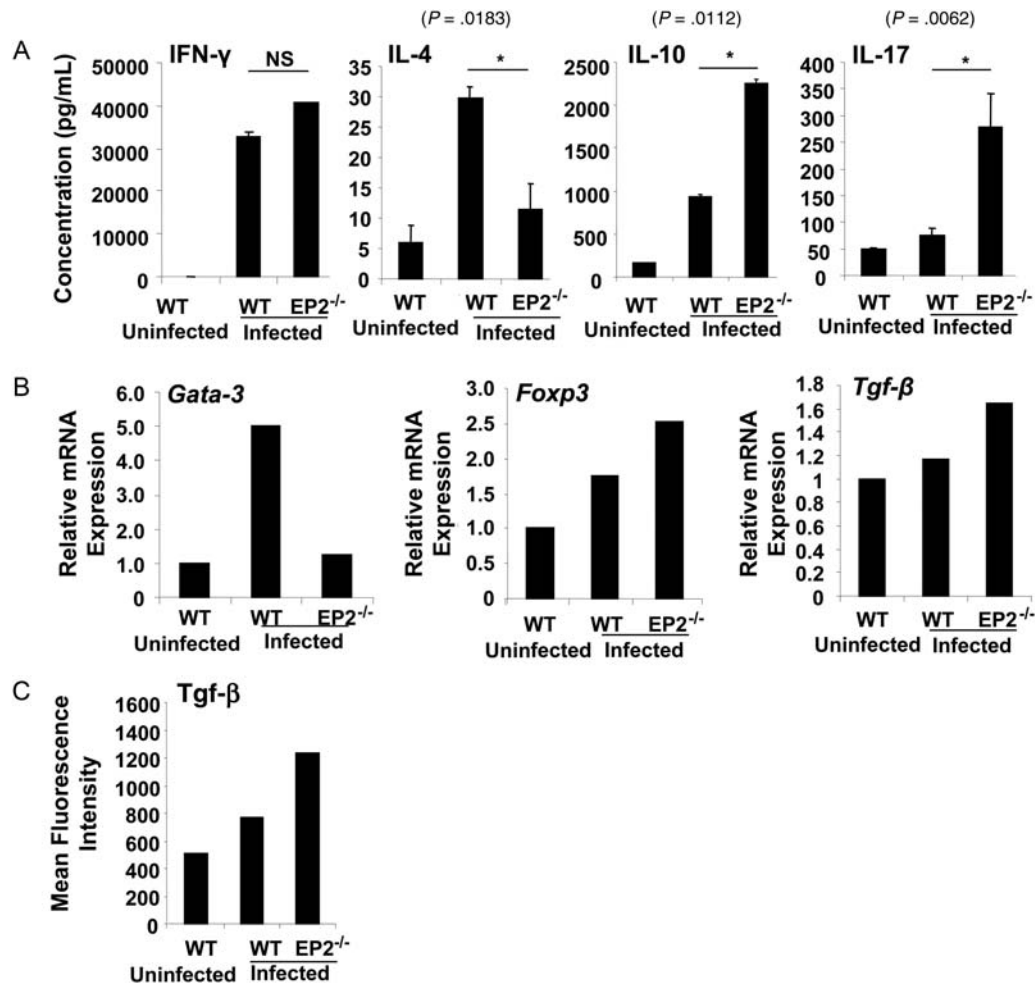 (P = .0183) (P = .0112) (P = .0062)
A
IFN-γ NS IL-4 * IL-10 * IL-17 *
Concentration (pg/mL)
50000
40000
30000
20000
10000
0
40
35
30
25
20
15
10
5
0
2500
2000
1500
1000
500
0
400
350
300
250
200
150
100
50
0
WT WT EP2-/- WT WT EP2-/- WT WT EP2-/- WT WT EP2-/-
Uninfected Infected Uninfected Infected Uninfected Infected Uninfected Infected
B
Gata-3 Foxp3 Tgf-β
Relative mRNA
Expression
6.0
5.0
4.0
3.0
2.0
1.0
0
Relative mRNA
Expression
3.0
2.5
2.0
1.5
1.0
0.5
0.0
Relative mRNA
Expression
1.8
1.6
1.4
1.2
1.0
0.8
0.6
0.4
0.2
0
WT WT EP2-/- WT WT EP2-/- WT WT EP2-/-
Uninfected Infected Uninfected Infected Uninfected Infected
C
Tgf-β
Mean Fluorescence
Intensity
1600
1400
1200
1000
800
600
400
200
0
WT WT EP2-/-
Uninfected Infected